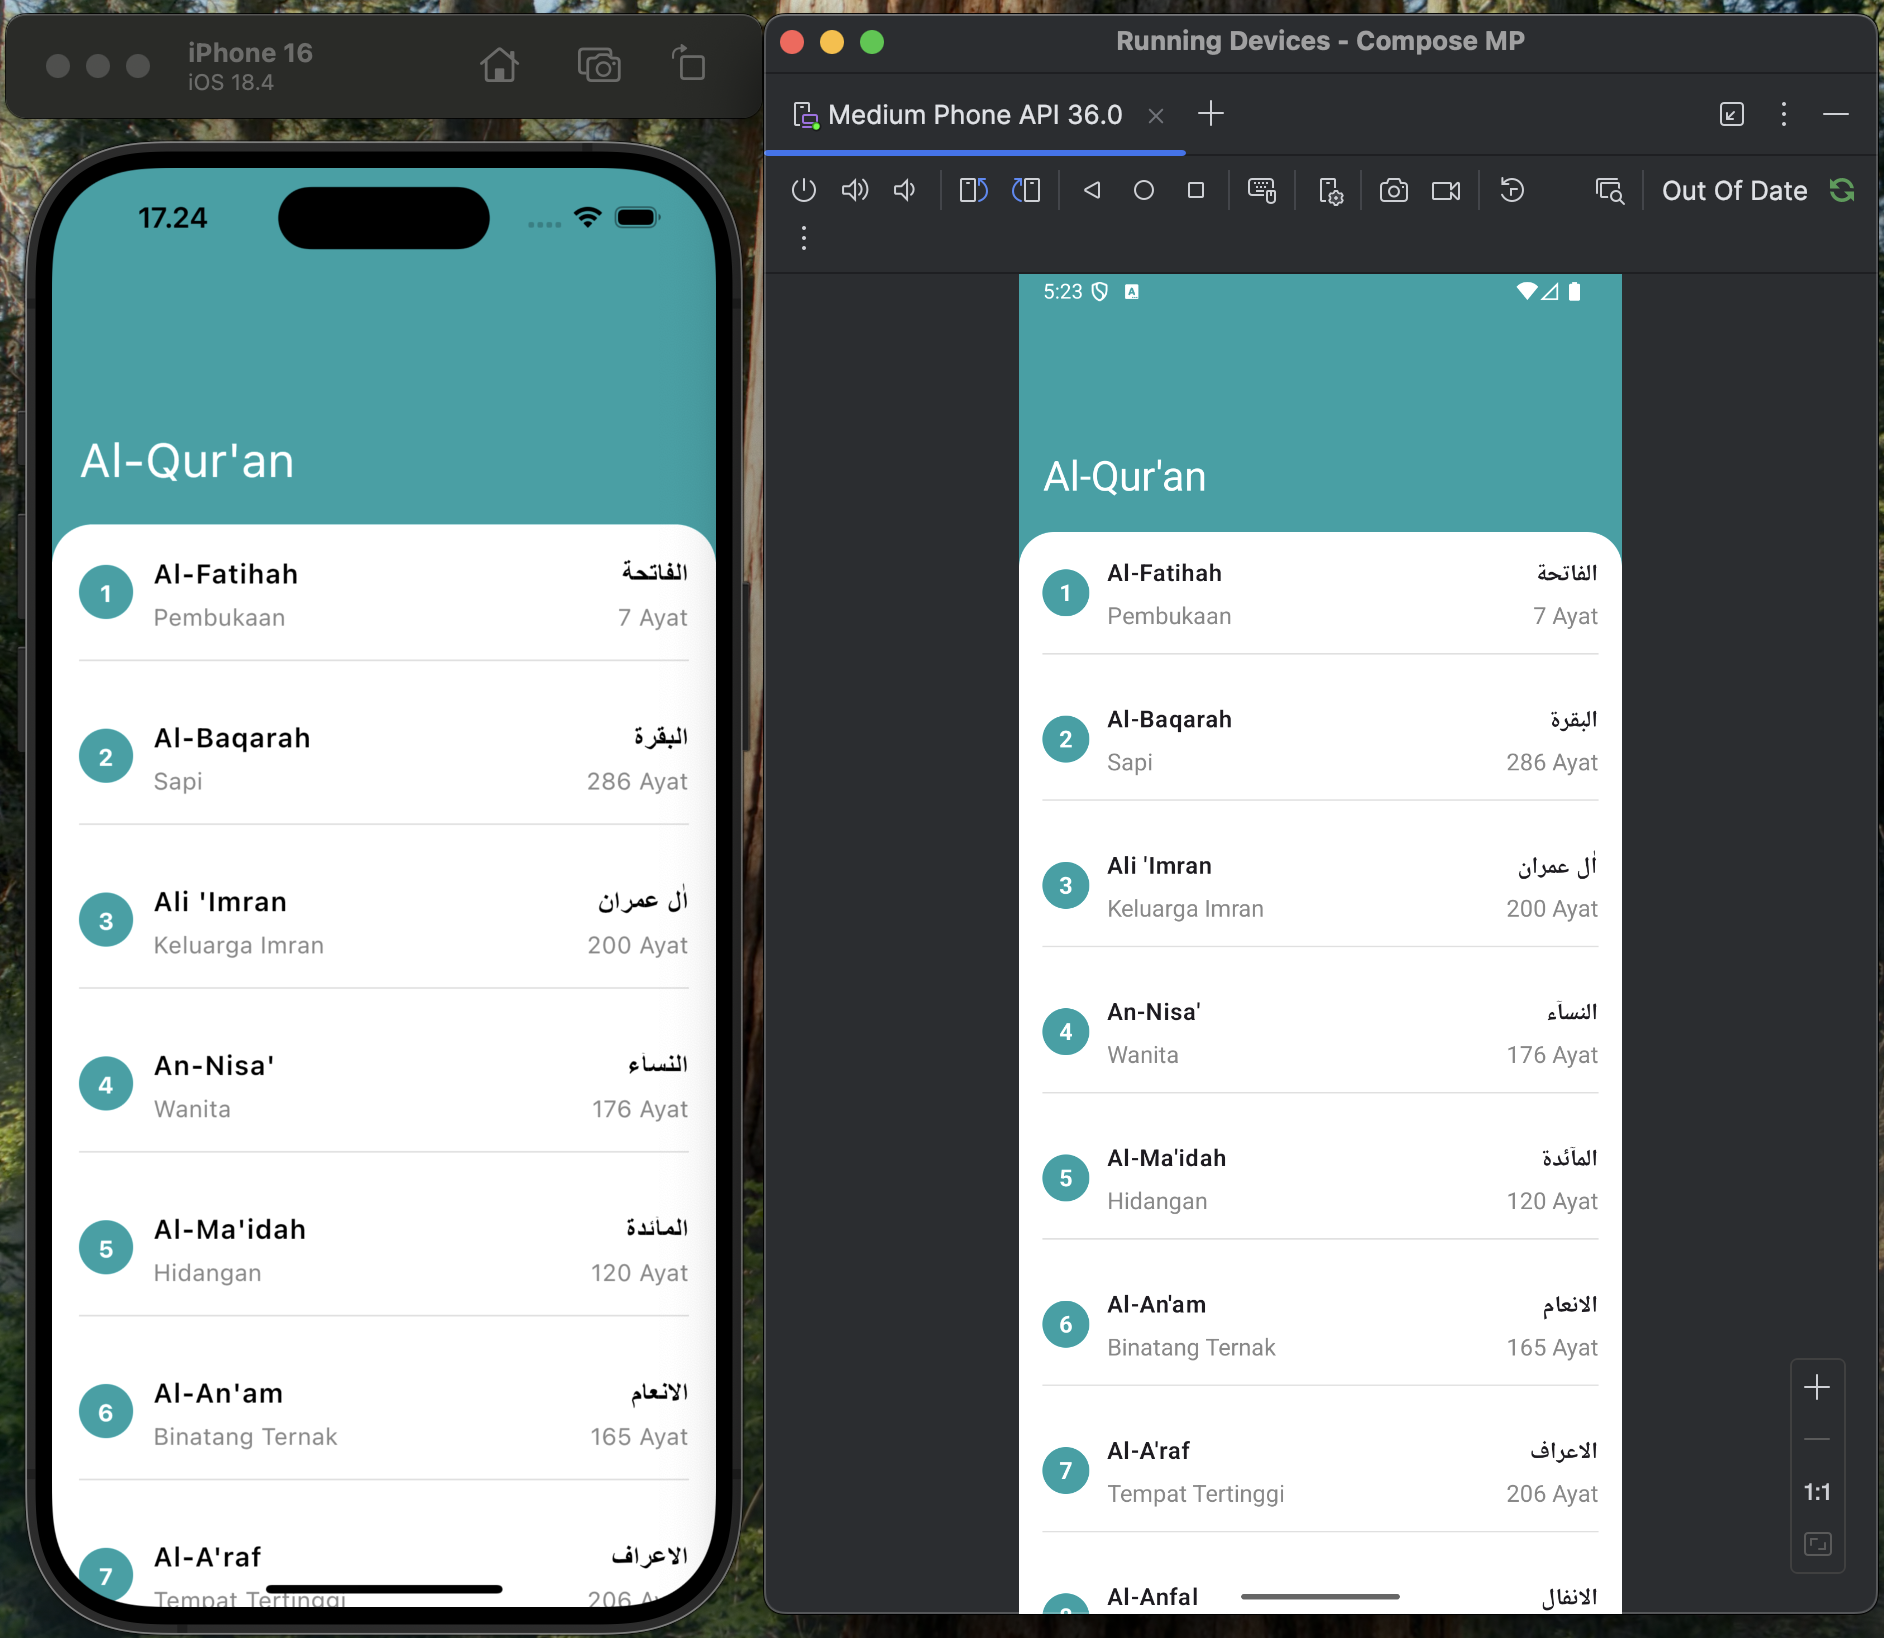 iPhone 16
iOS 18.4
17.24
Al-Qur'an
1 Al-Fatihah الفاتحة
Pembukaan 7 Ayat
2 Al-Baqarah البقرة
Sapi 286 Ayat
3 Ali 'Imran اٰل عمران
Keluarga Imran 200 Ayat
4 An-Nisa' النساۤء
Wanita 176 Ayat
5 Al-Ma'idah الماۤئدة
Hidangan 120 Ayat
6 Al-An'am الانعام
Binatang Ternak 165 Ayat
7 Al-A'raf الاعراف
Tempat Tertinggi 206
Running Devices - Compose MP
Medium Phone API 36.0
Out Of Date
5:23
Al-Qur'an
1 Al-Fatihah الفاتحة
Pembukaan 7 Ayat
2 Al-Baqarah البقرة
Sapi 286 Ayat
3 Ali 'Imran اٰل عمران
Keluarga Imran 200 Ayat
4 An-Nisa' النساۤء
Wanita 176 Ayat
5 Al-Ma'idah الماۤئدة
Hidangan 120 Ayat
6 Al-An'am الانعام
Binatang Ternak 165 Ayat
7 Al-A'raf الاعراف
Tempat Tertinggi 206 Ayat
Al-Anfal الانفال
1:1